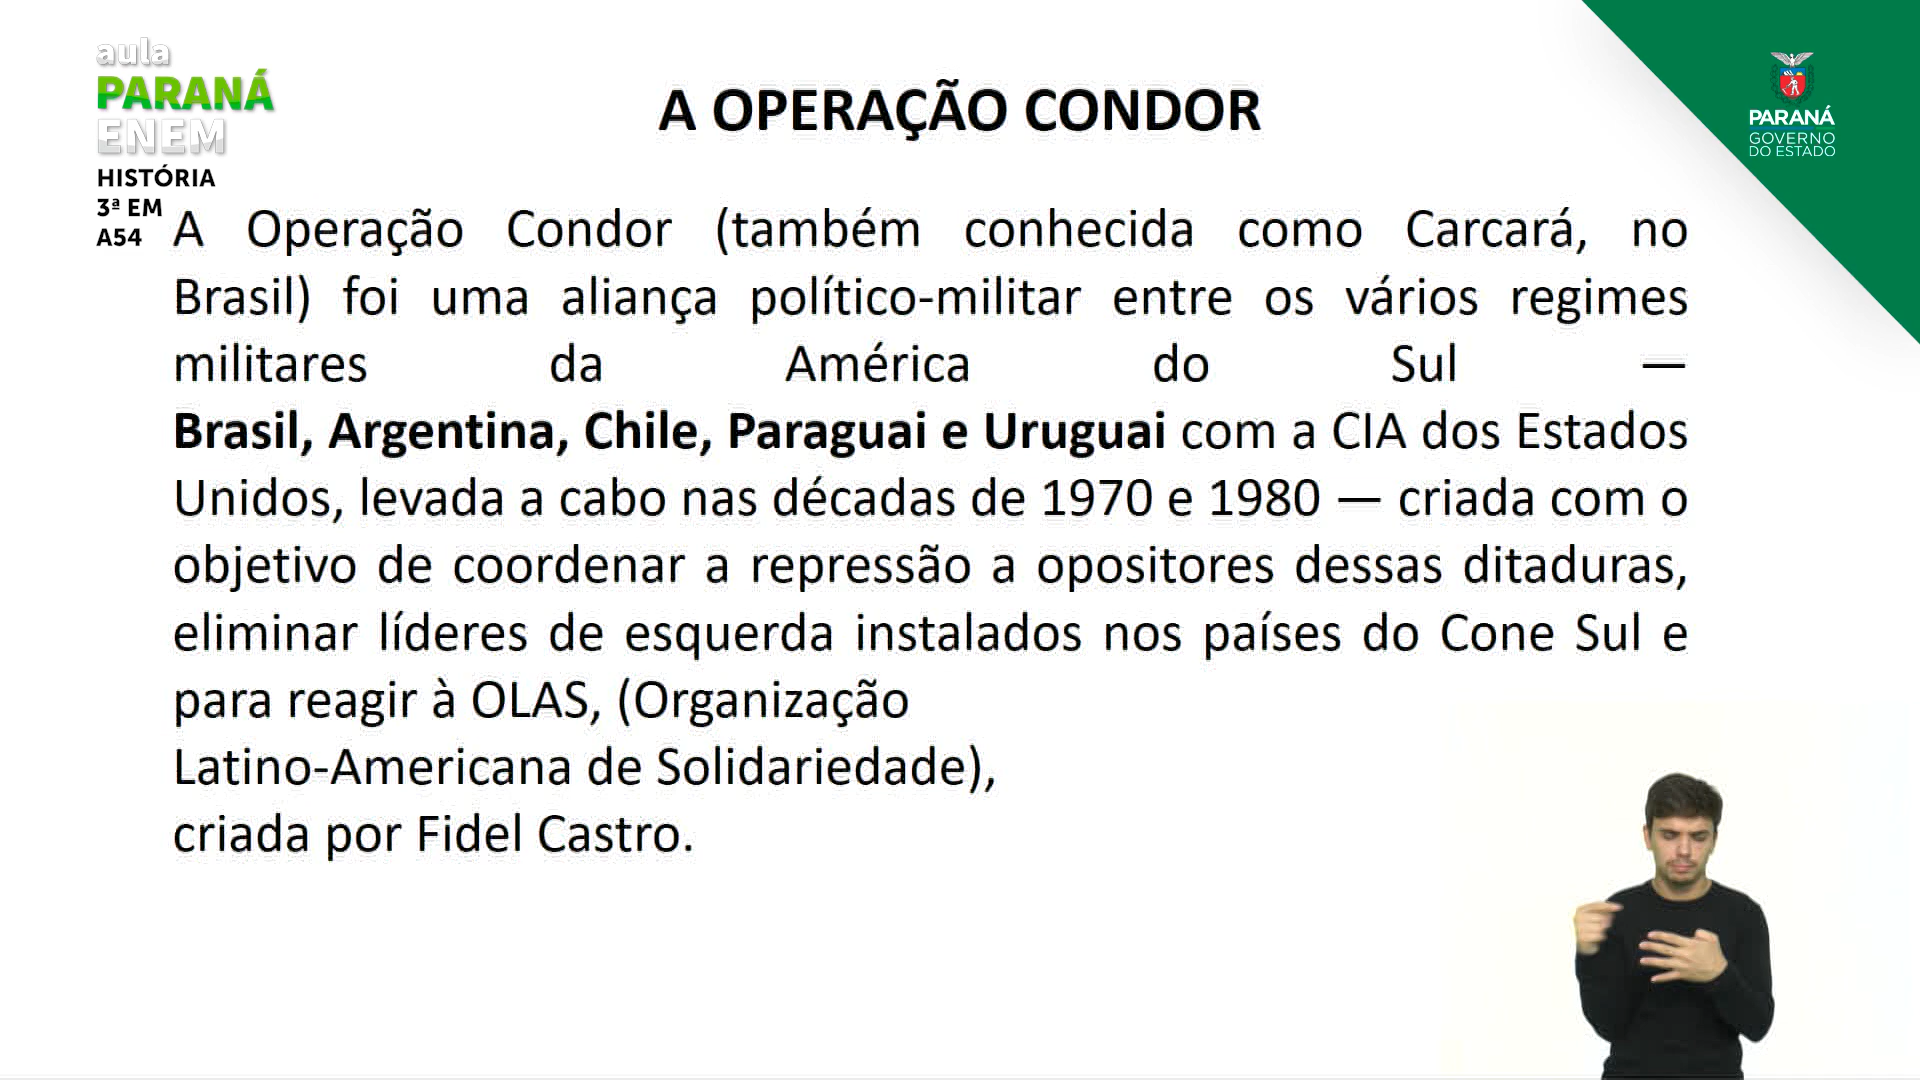 aula
PARANÁ
ENEM
HISTÓRIA
3ª EM
A54
A OPERAÇÃO CONDOR
PARANÁ
GOVERNO
DO ESTADO
A Operação Condor (também conhecida como Carcará, no
Brasil) foi uma aliança político-militar entre os vários regimes
militares da América do Sul —
Brasil, Argentina, Chile, Paraguai e Uruguai com a CIA dos Estados
Unidos, levada a cabo nas décadas de 1970 e 1980 — criada com o
objetivo de coordenar a repressão a opositores dessas ditaduras,
eliminar líderes de esquerda instalados nos países do Cone Sul e
para reagir à OLAS, (Organização
Latino-Americana de Solidariedade),
criada por Fidel Castro.